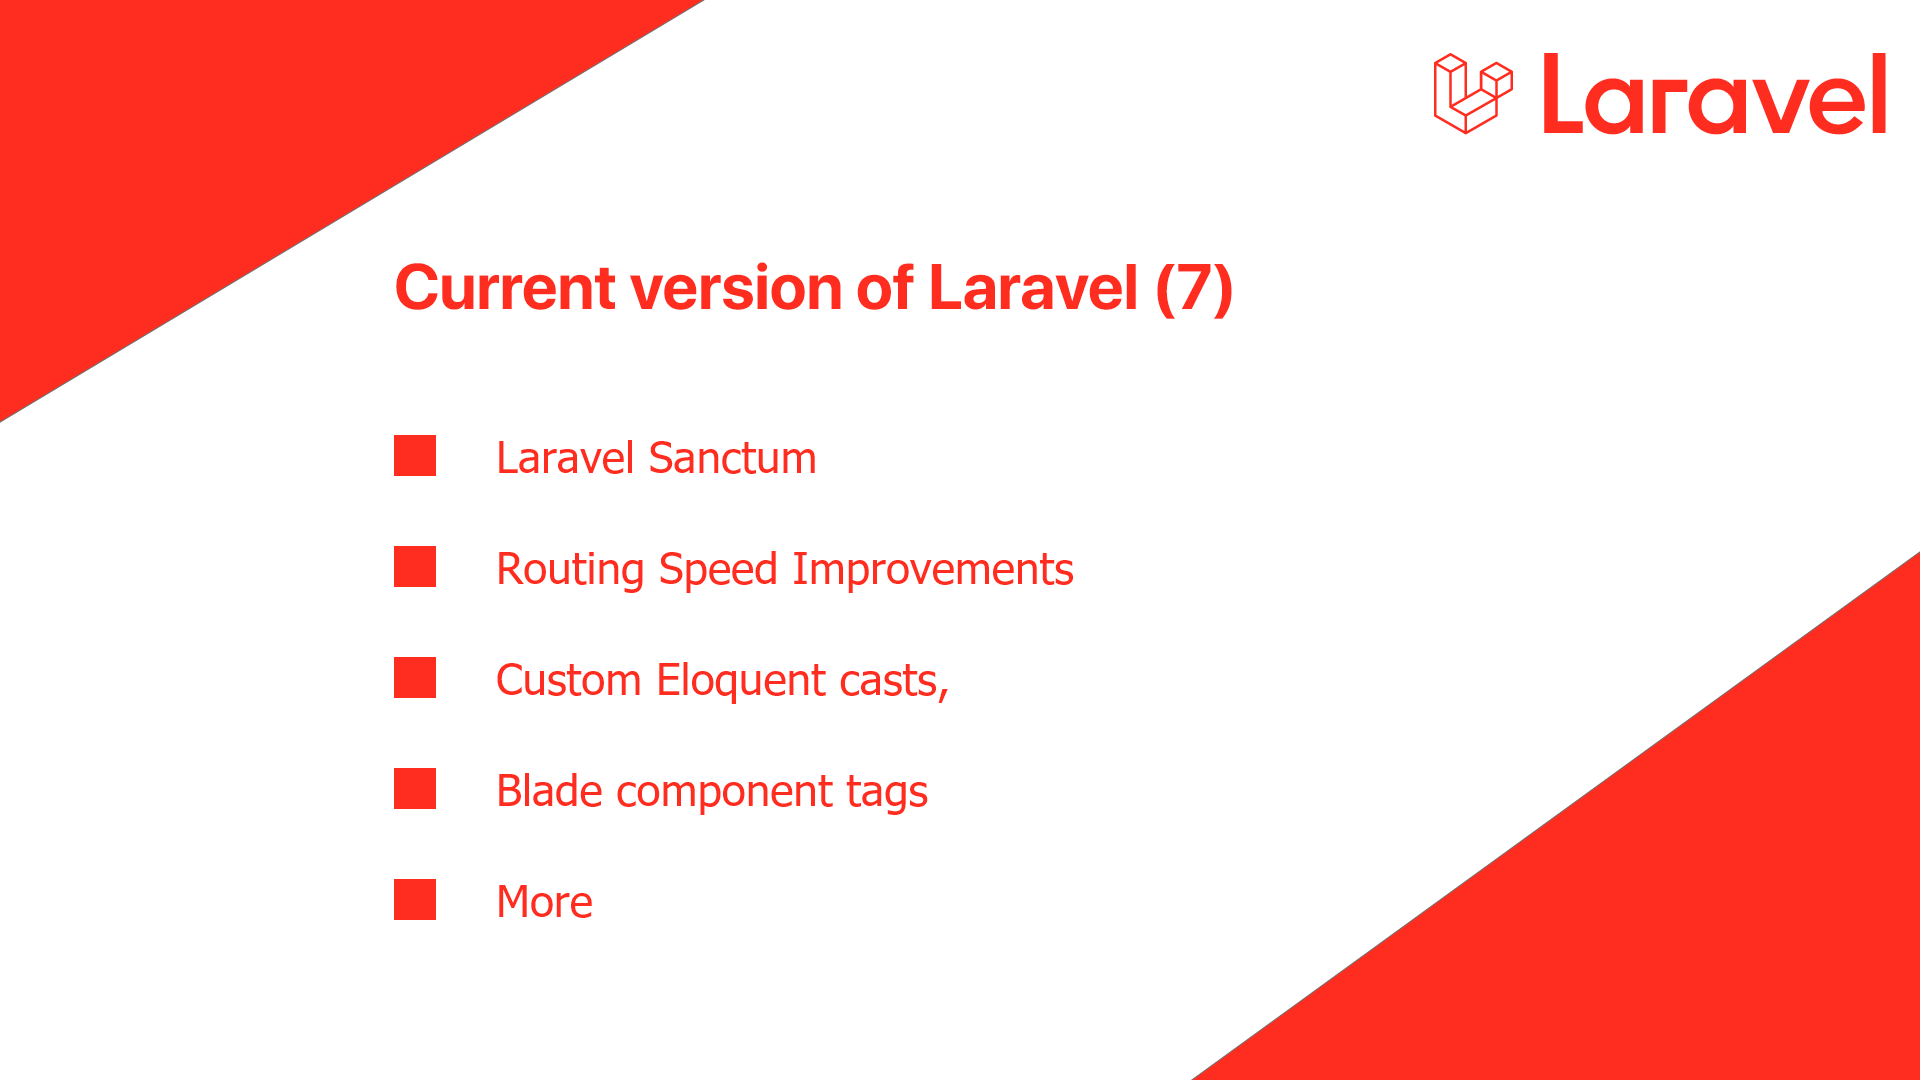 Laravel
Current version of Laravel (7)
Laravel Sanctum
Routing Speed Improvements
Custom Eloquent casts,
Blade component tags
More